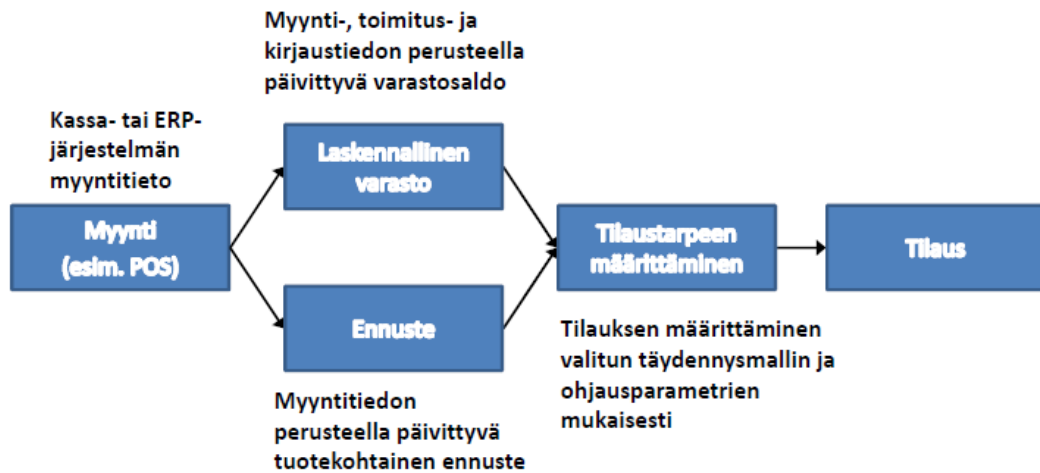 Myynti-, toimitus- ja
kirjaustiedon perusteella
päivittyvä varastosaldo
Kassa- tai ERP-
järjestelmän
myyntitieto
Laskennallinen
varasto
Myynti
(esim. POS)
Tilaustarpeen
määrittäminen
Tilaus
Ennuste
Tilauksen määrittäminen
valitun täydennysmallin ja
ohjausparametrien
mukaisesti
Myyntitiedon
perusteella päivittyvä
tuotekohtainen ennuste